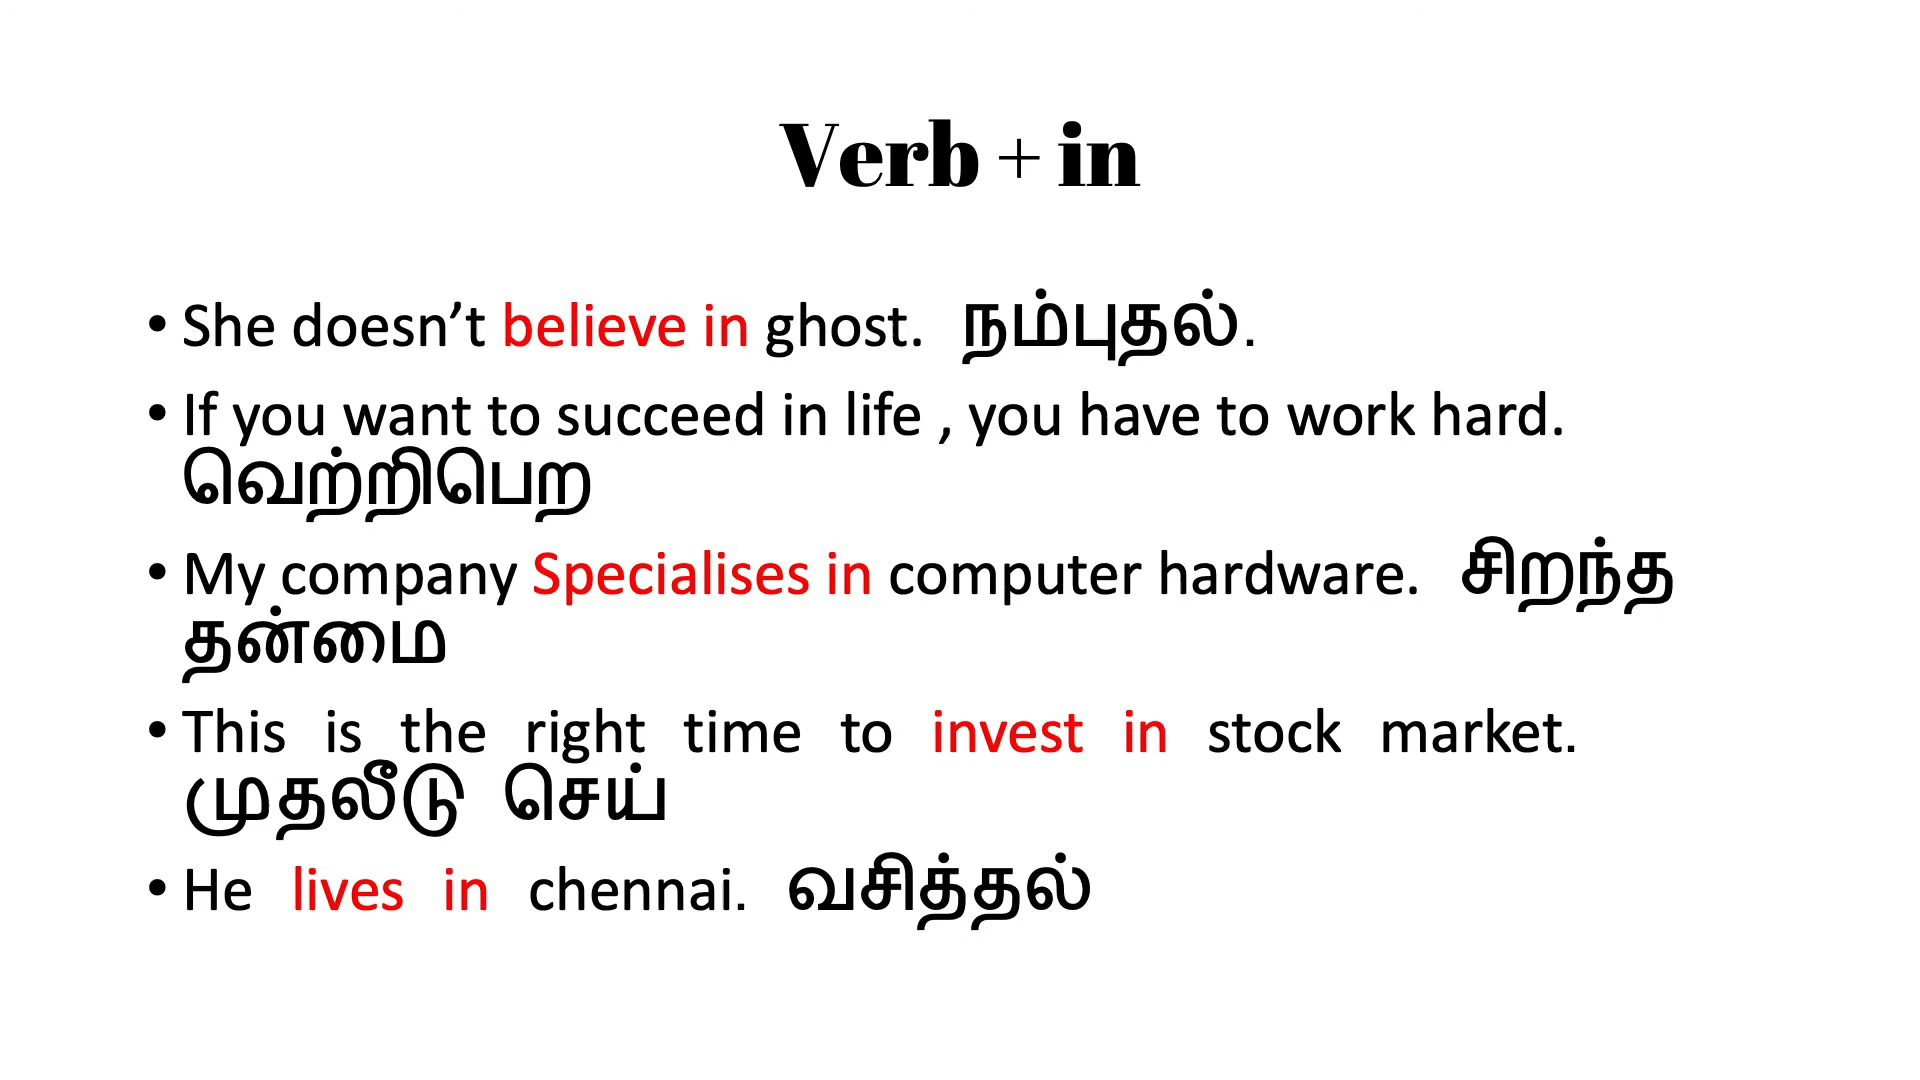 Verb + in
• She doesn’t believe in ghost. நம்புதல்.
• If you want to succeed in life , you have to work hard.
வெற்றிபெற
• My company Specialises in computer hardware. சிறந்த
தன்மை
• This is the right time to invest in stock market.
முதலீடு செய்
• He lives in chennai. வசித்தல்